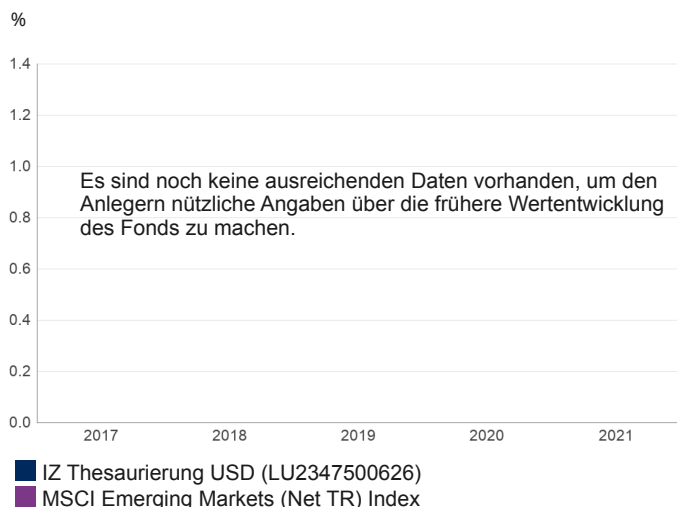 %
1.4
1.2
1.0
Es sind noch keine ausreichenden Daten vorhanden, um den
Anlegern nützliche Angaben über die frühere Wertentwicklung
0.8
des Fonds zu machen.
0.6
0.4
0.2
0.0
2017 2018 2019 2020 2021
IZ Thesaurierung USD (LU2347500626)
MSCI Emerging Markets (Net TR) Index